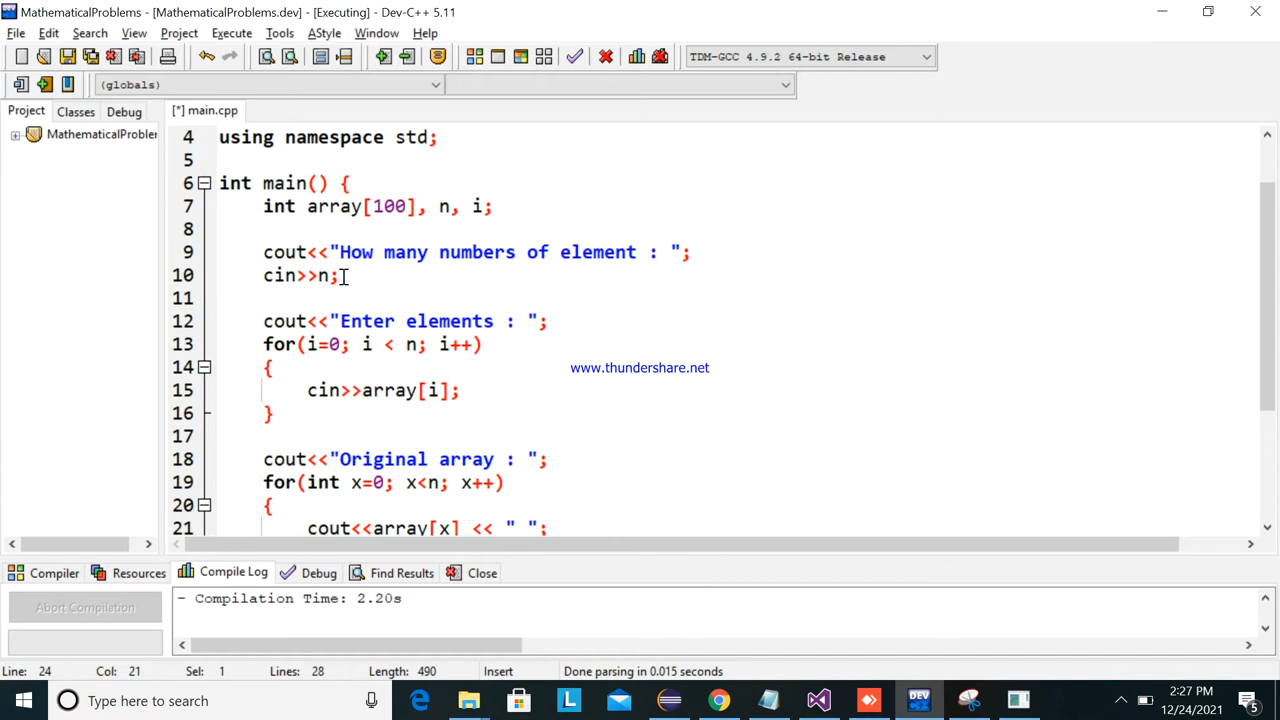 MathematicalProblems - [MathematicalProblems.dev] - [Executing] - Dev-C++ 5.11
File Edit Search View Project Execute Tools AStyle Window Help
TDM-GCC 4.9.2 64-bit Release
(globals)
Project Classes Debug
[*] main.cpp
MathematicalProbler
4 using namespace std;
5
6 int main() {
7 int array[100], n, i;
8
9 cout<<"How many numbers of element : ";
10 cin>>n;
11
12 cout<<"Enter elements : ";
13 for(i=0; i < n; i++)
14 {
15 cin>>array[i];
16 }
17
18 cout<<"Original array : ";
19 for(int x=0; x<n; x++)
20 {
21 cout<<array[x] << " ";
www.thundershare.net
Compiler Resources Compile Log Debug Find Results Close
Abort Compilation
- Compilation Time: 2.20s
Line: 24 Col: 21 Sel: 1 Lines: 28 Length: 490 Insert Done parsing in 0.015 seconds
Type here to search
DEV
2:27 PM
12/24/2021
5